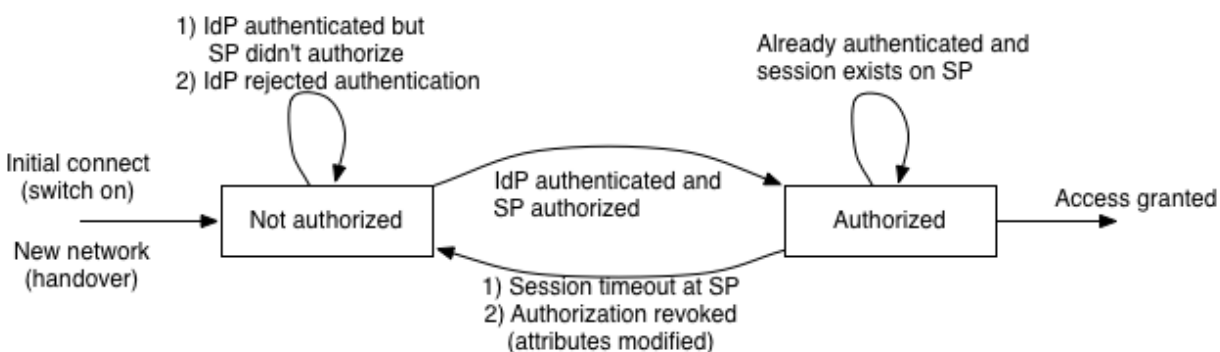 1) IdP authenticated but
SP didn't authorize
2) IdP rejected authentication
Already authenticated and
session exists on SP
Initial connect
(switch on)
New network
(handover)
Not authorized
IdP authenticated and
SP authorized
Authorized
Access granted
1) Session timeout at SP
2) Authorization revoked
(attributes modified)